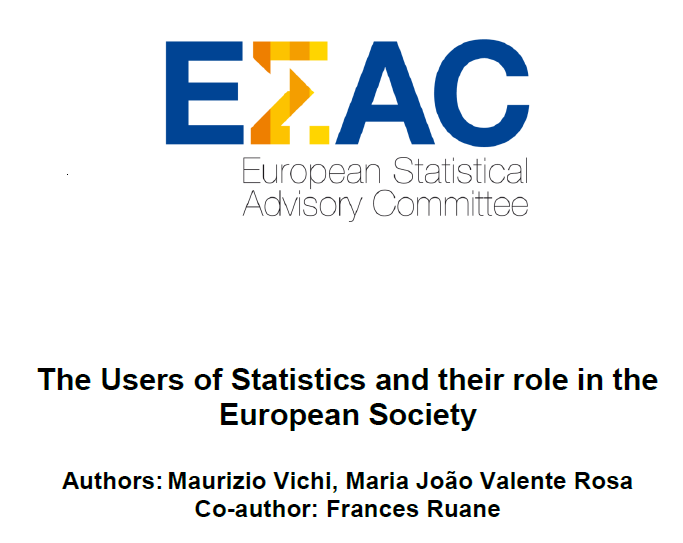 EΣAC
European Statistical
Advisory Committee
The Users of Statistics and their role in the
European Society
Authors: Maurizio Vichi, Maria João Valente Rosa
Co-author: Frances Ruane